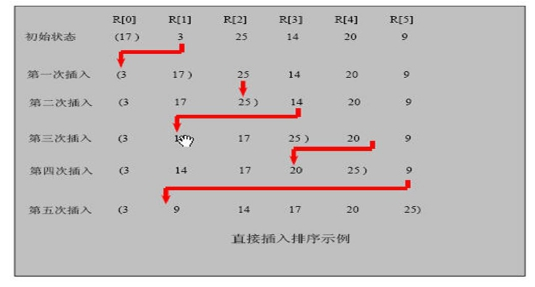 R[0] R[1] R[2] R[3] R[4] R[5]
初始状态 (17) 3 25 14 20 9
第一次插入 (3 17) 25 14 20 9
第二次插入 (3 17 25) 14 20 9
第三次插入 (3 17 25) 20 9
第四次插入 (3 14 17 20 25) 9
第五次插入 (3 9 14 17 20 25)
直接插入排序示例